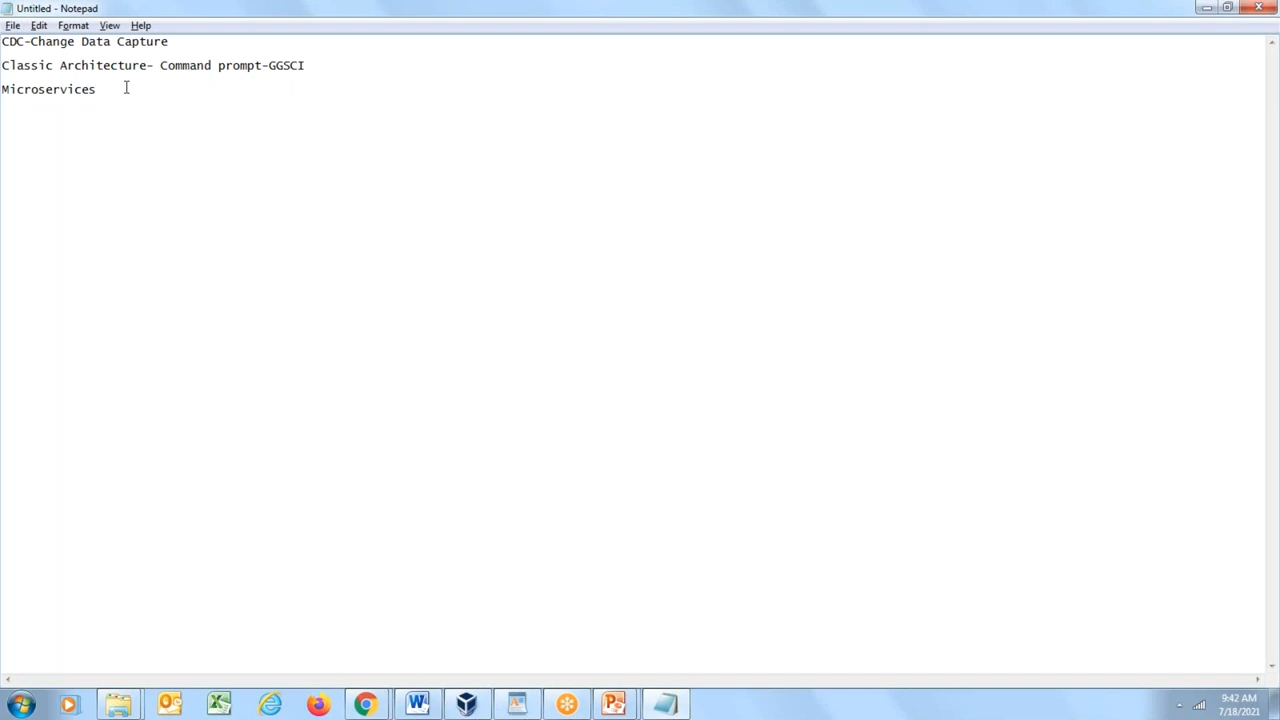 Untitled - Notepad
File Edit Format View Help
CDC-Change Data Capture
Classic Architecture- Command prompt-GGSCI
Microservices
9:42 AM
7/18/2021